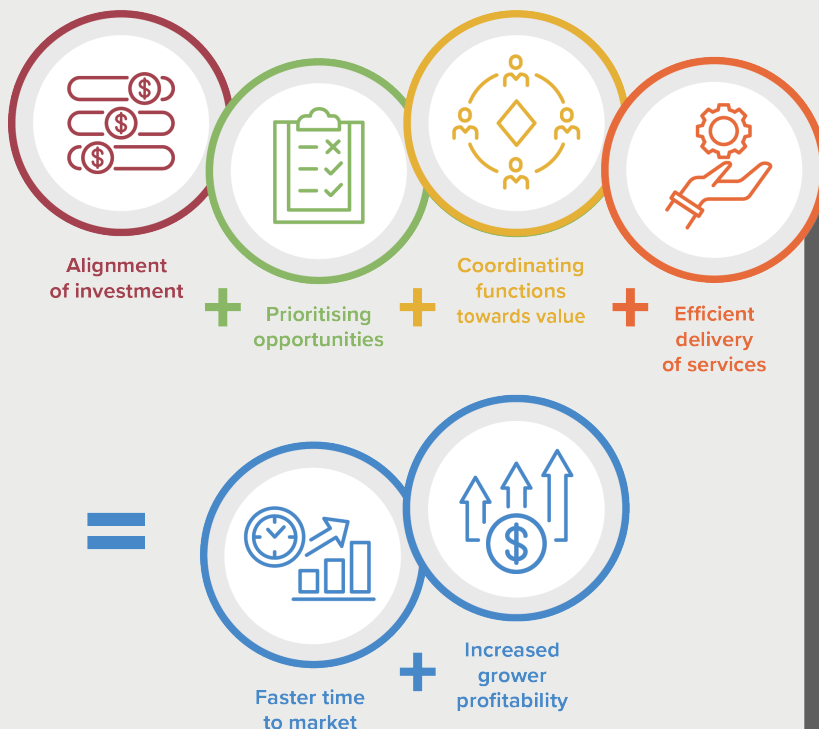 Alignment
of investment
+
Prioritising
opportunities
+
Coordinating
functions
towards value
+
Efficient
delivery
of services
=
Faster time
to market
+
Increased
grower
profitability